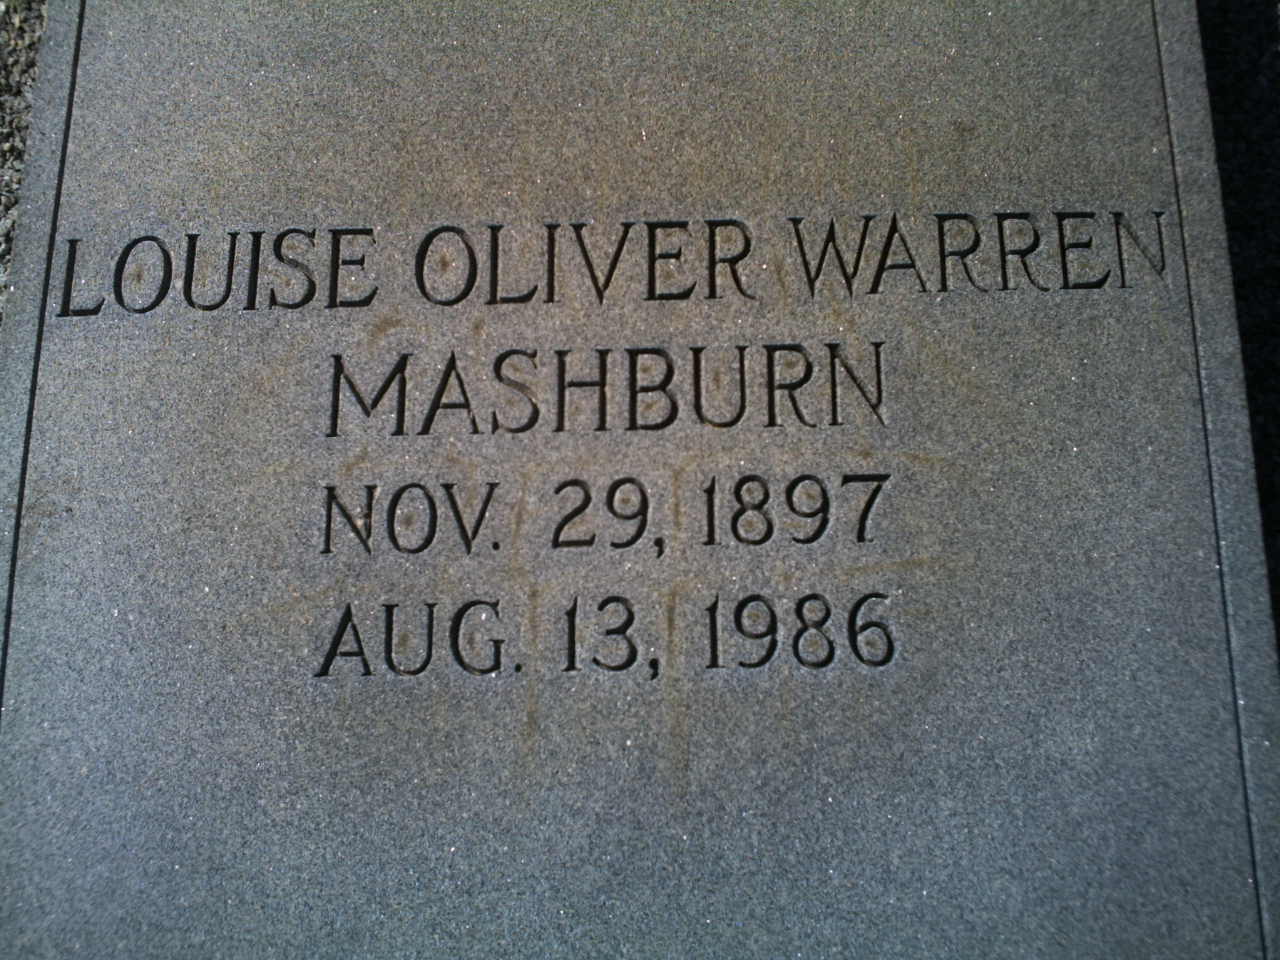 LOUISE OLIVER WARREN
MASHBURN
NOV. 29, 1897
AUG. 13, 1986